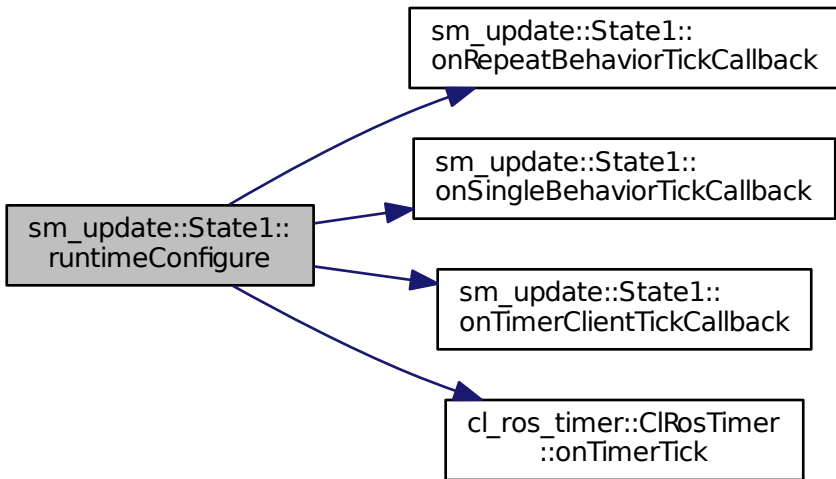 sm_update::State1::
onRepeatBehaviorTickCallback
sm_update::State1::
onSingleBehaviorTickCallback
sm_update::State1::
runtimeConfigure
sm_update::State1::
onTimerClientTickCallback
cl_ros_timer::ClRosTimer
::onTimerTick